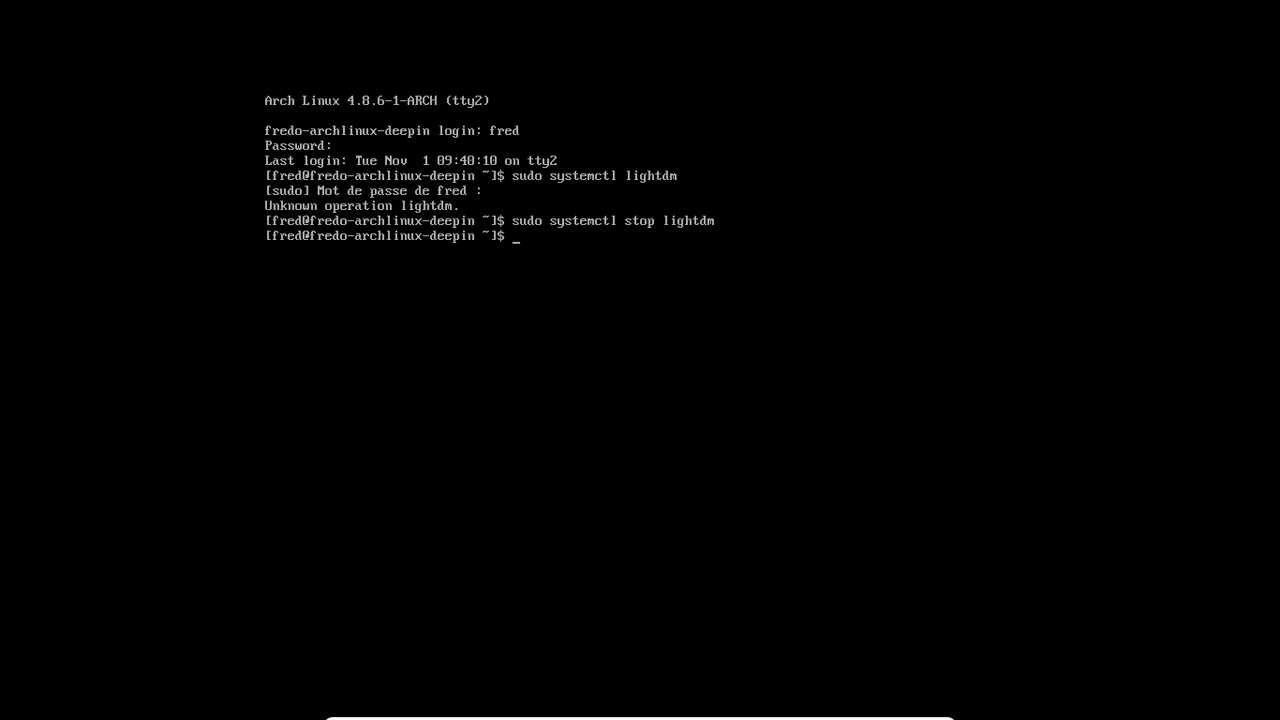 Arch Linux 4.8.6-1-ARCH (tty2)
fredo-archlinux-deepin login: fred
Password:
Last login: Tue Nov  1 09:40:10 on tty2
[fred@fredo-archlinux-deepin ~]$ sudo systemctl lightdm
[sudo] Mot de passe de fred :
Unknown operation lightdm.
[fred@fredo-archlinux-deepin ~]$ sudo systemctl stop lightdm
[fred@fredo-archlinux-deepin ~]$ _